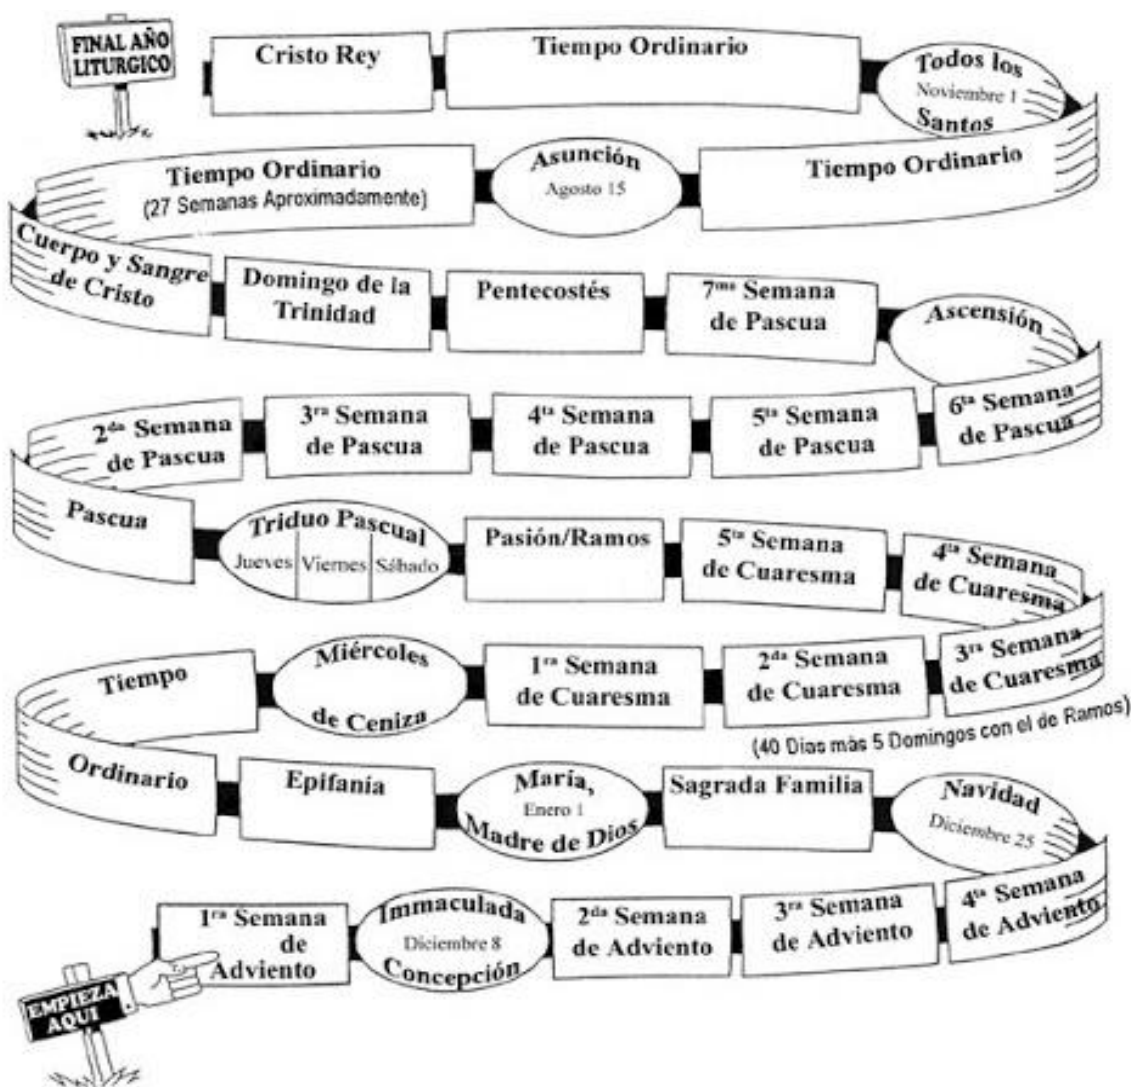 FINAL AÑO
LITURGICO
Cristo Rey
Tiempo Ordinario
Todos los
Noviembre 1
Santos
Tiempo Ordinario
(27 Semanas Aproximadamente)
Asunción
Agosto 15
Tiempo Ordinario
Cuerpo y Sangre
de Cristo
Domingo de la
Trinidad
Pentecostés
7ma Semana
de Pascua
Ascensión
2da Semana
de Pascua
3ra Semana
de Pascua
4ta Semana
de Pascua
5ta Semana
de Pascua
6ta Semana
de Pascua
Pascua
Triduo Pascual
Jueves Viernes Sábado
Pasión/Ramos
5ta Semana
de Cuaresma
4ta Semana
de Cuaresma
Tiempo
Miércoles
de Ceniza
1ra Semana
de Cuaresma
2da Semana
de Cuaresma
3ra Semana
de Cuaresma
(40 Dias más 5 Domingos con el de Ramos)
Ordinario
Epifanía
María,
Enero 1
Madre de Dios
Sagrada Familia
Navidad
Diciembre 25
1ra Semana
de
Adviento
Immaculada
Diciembre 8
Concepción
2da Semana
de Adviento
3ra Semana
de Adviento
4ta Semana
de Adviento
EMPIEZA
AQUI